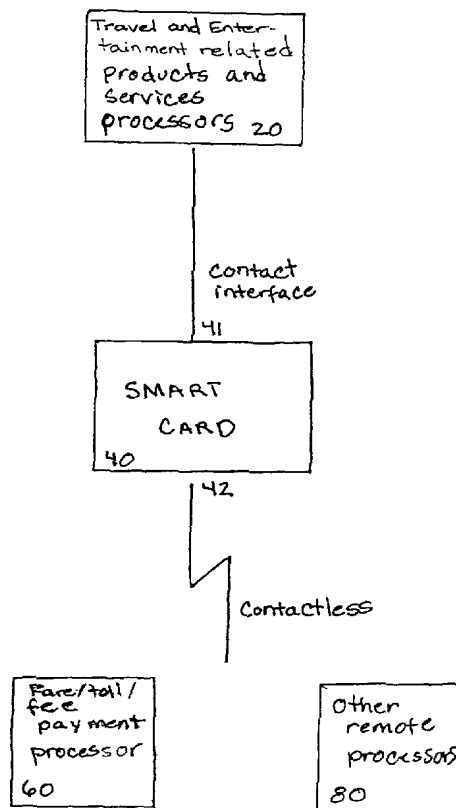 Travel and Enter-
tainment related
products and
services
processors 20
contact
interface
41
SMART
CARD
40
42
contactless
Fare/toll/
fee
payment
processor
60
Other
remote
processors
80